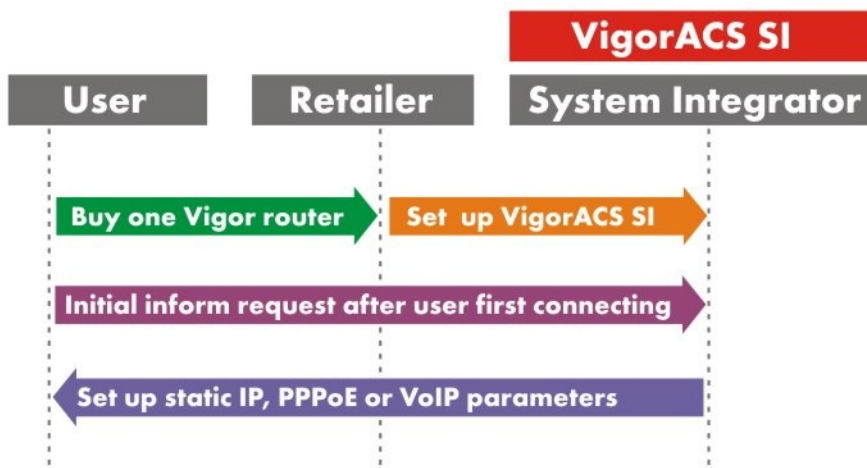 VigorACS SI
User
Retailer
System Integrator
Buy one Vigor router
Set up VigorACS SI
Initial inform request after user first connecting
Set up static IP, PPPoE or VoIP parameters